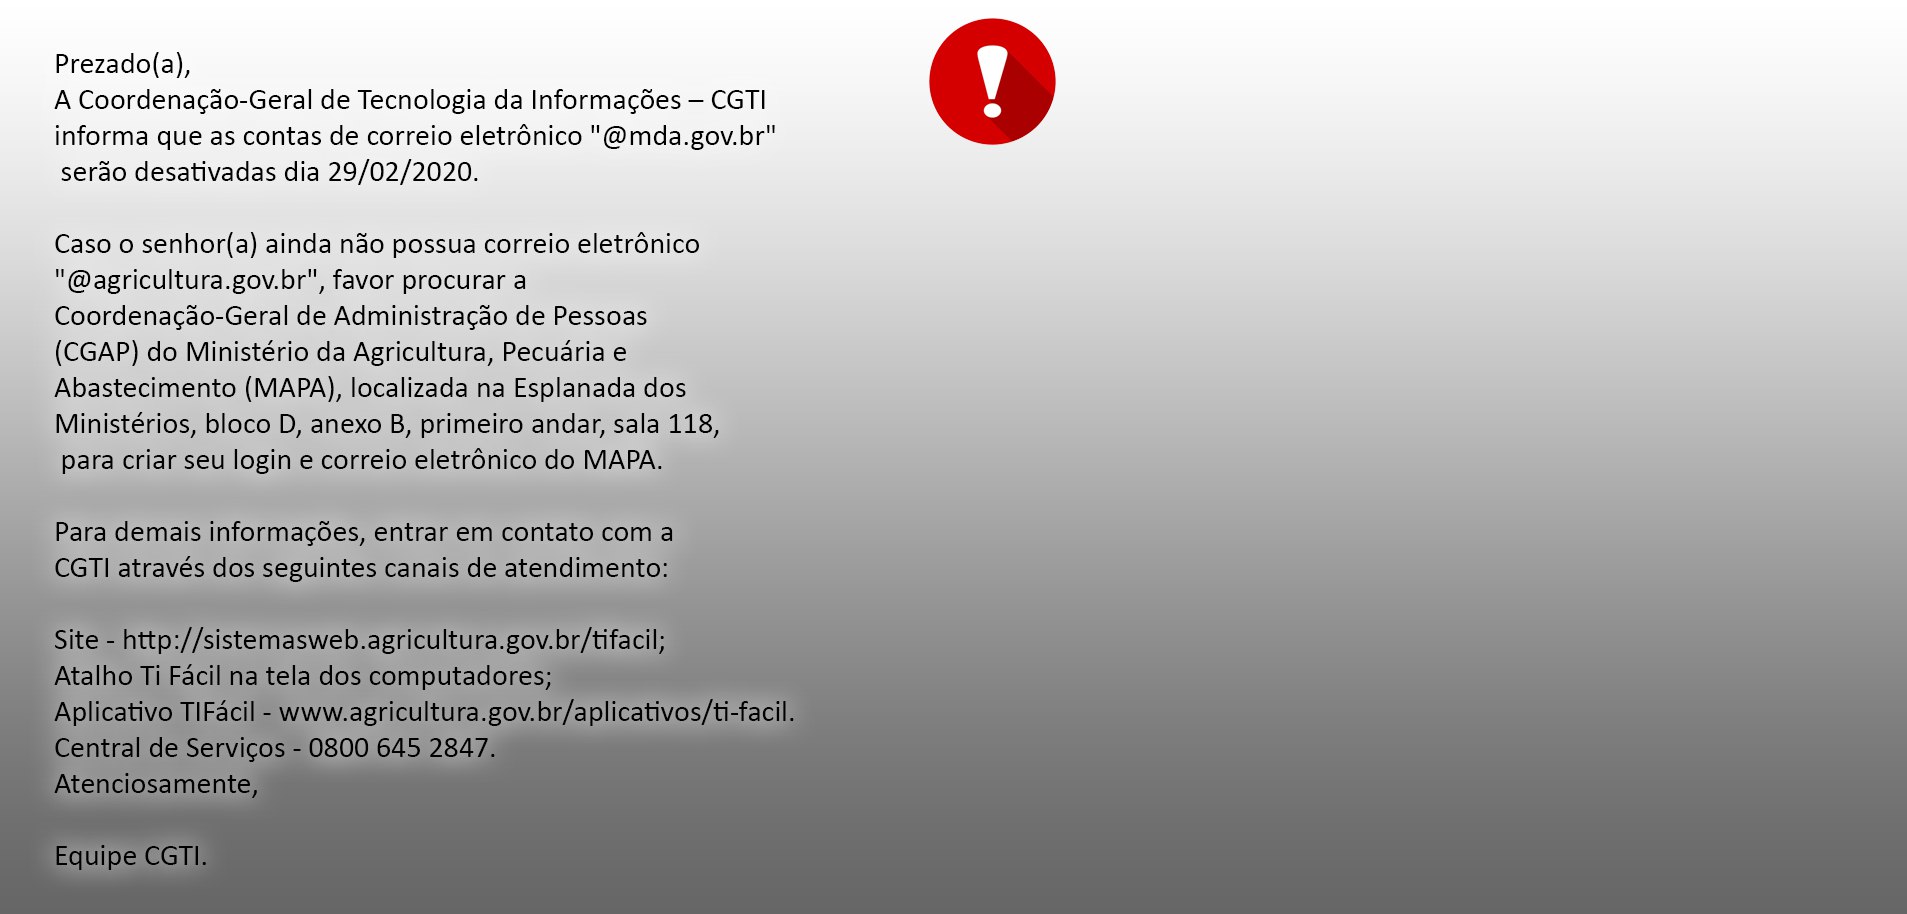 Prezado(a),
A Coordenação-Geral de Tecnologia da Informações – CGTI
informa que as contas de correio eletrônico "@mda.gov.br"
serão desativadas dia 29/02/2020.
Caso o senhor(a) ainda não possua correio eletrônico
"@agricultura.gov.br", favor procurar a
Coordenação-Geral de Administração de Pessoas
(CGAP) do Ministério da Agricultura, Pecuária e
Abastecimento (MAPA), localizada na Esplanada dos
Ministérios, bloco D, anexo B, primeiro andar, sala 118,
para criar seu login e correio eletrônico do MAPA.
Para demais informações, entrar em contato com a
CGTI através dos seguintes canais de atendimento:
Site - http://sistemasweb.agricultura.gov.br/tifacil;
Atalho Ti Fácil na tela dos computadores;
Aplicativo TIFácil - www.agricultura.gov.br/aplicativos/ti-facil.
Central de Serviços - 0800 645 2847.
Atenciosamente,
Equipe CGTI.